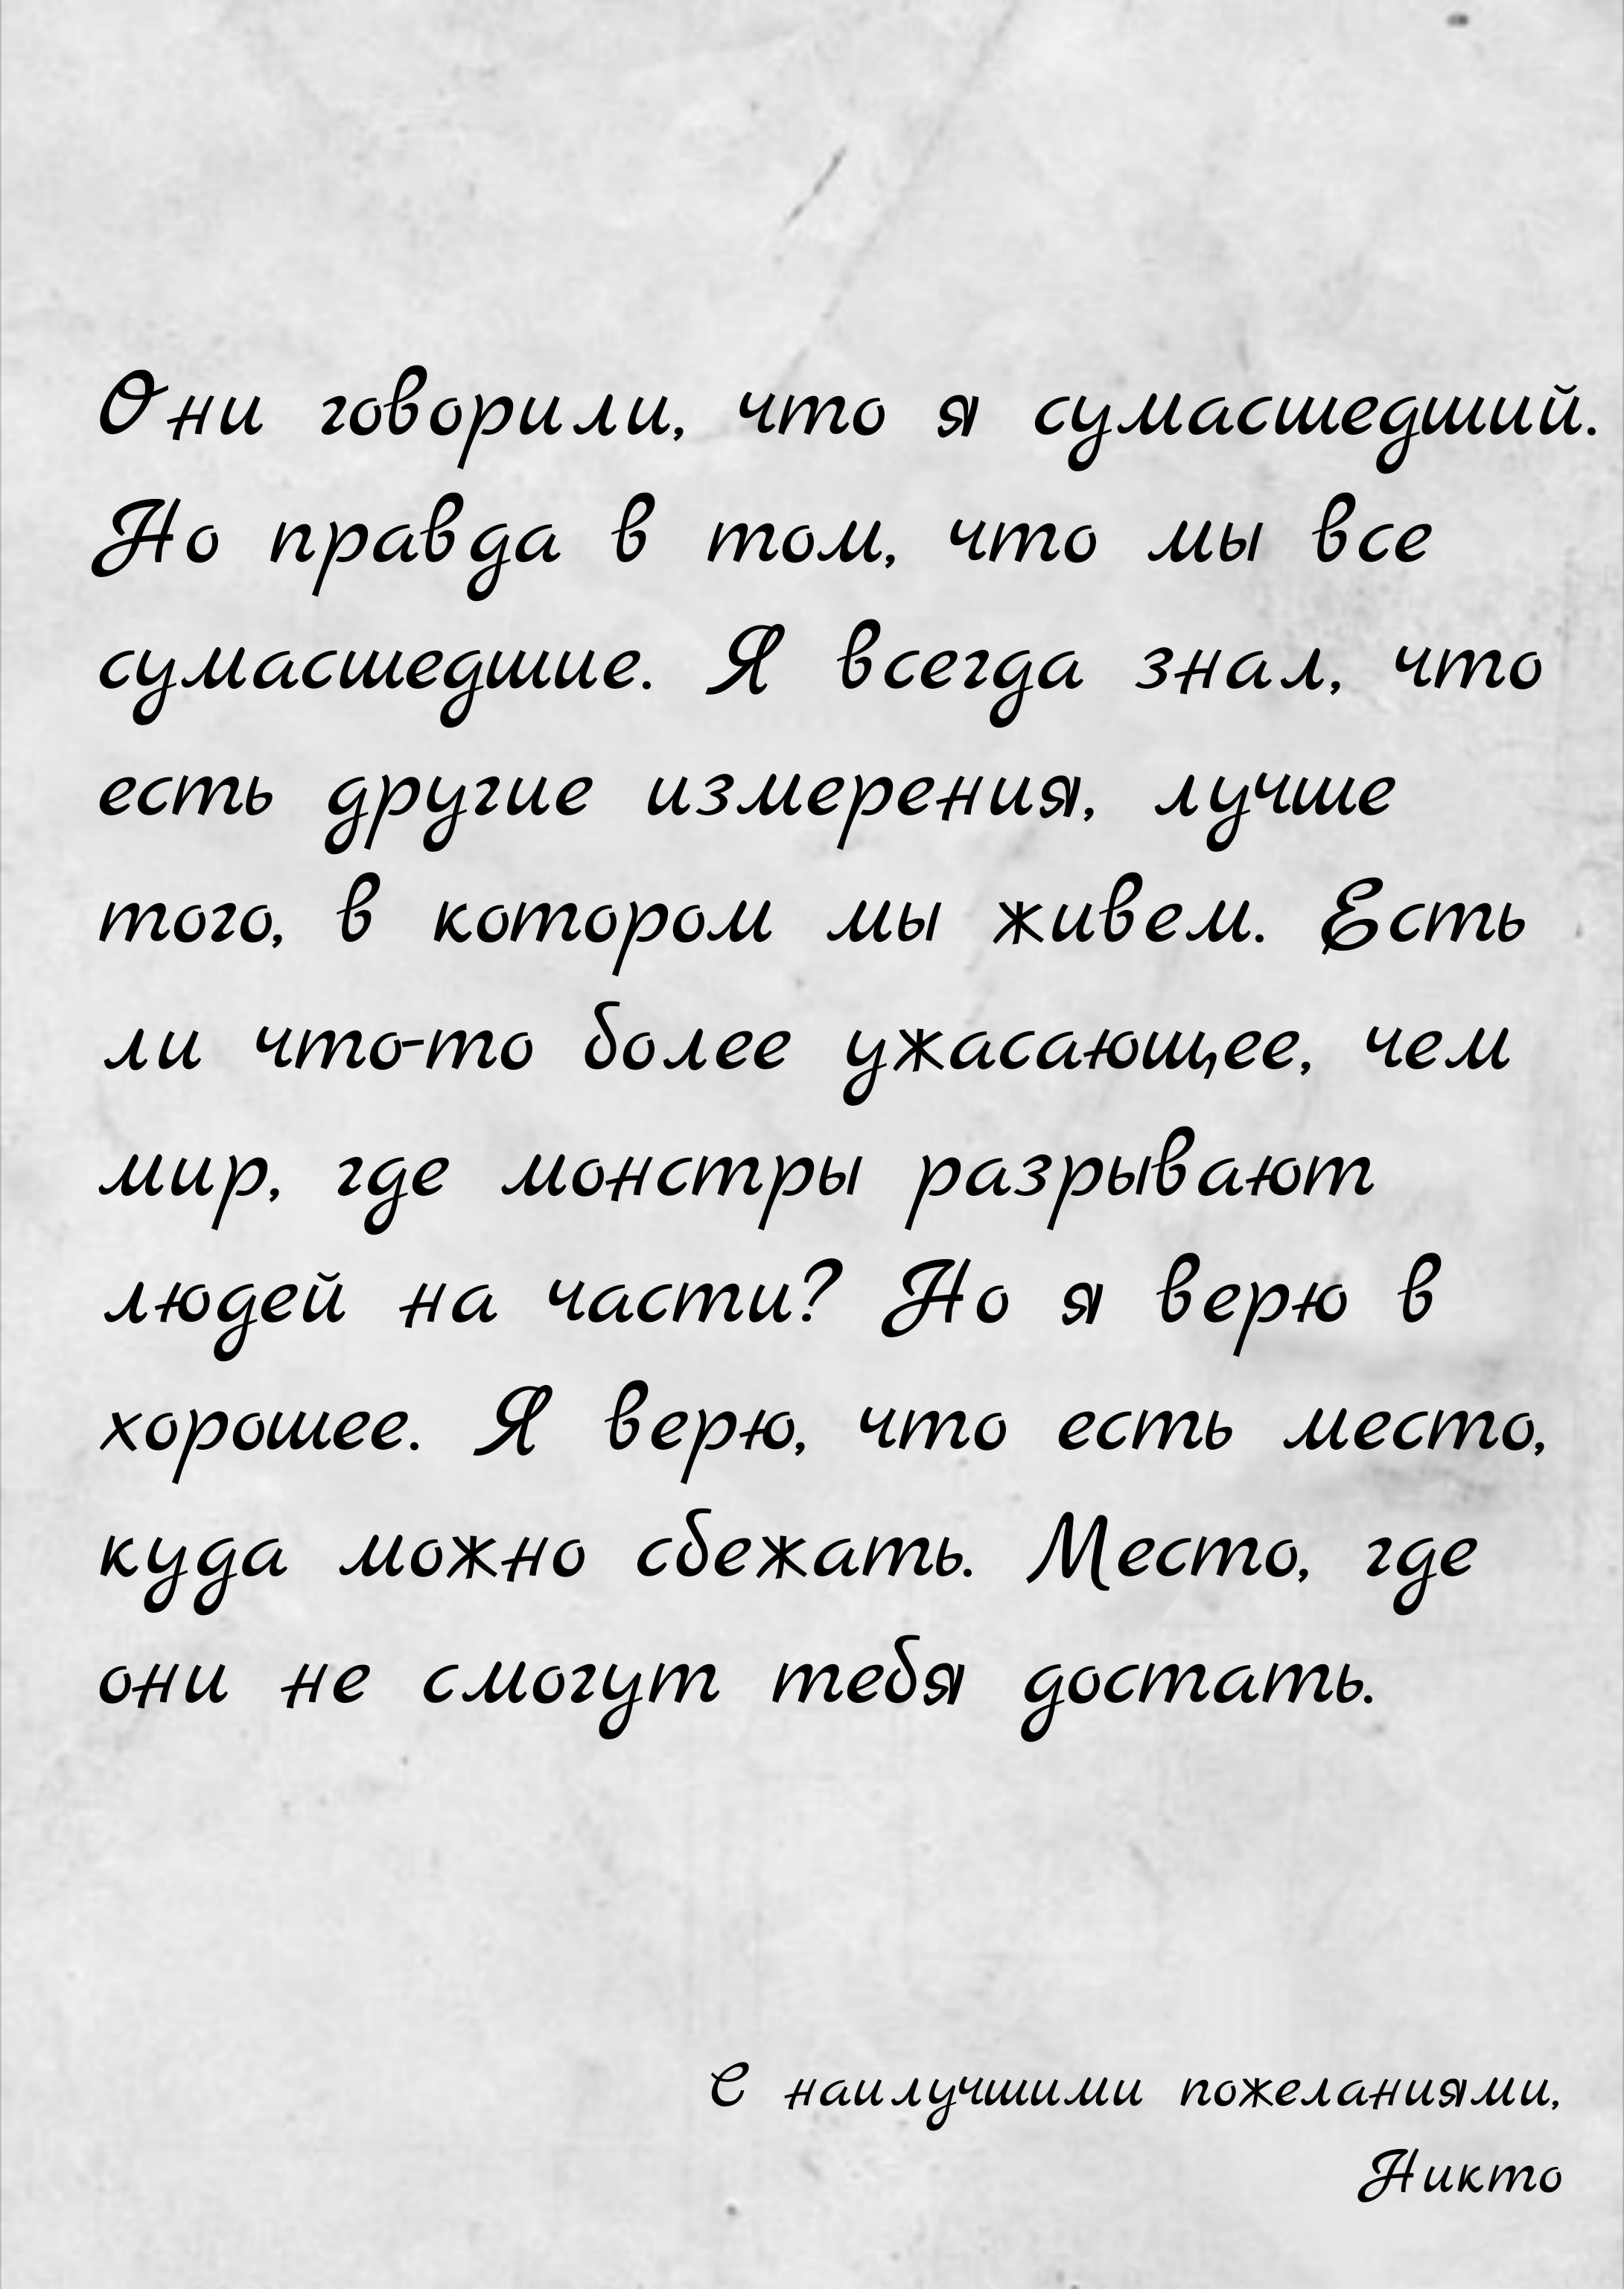 Они говорили, что я сумасшедший.
Но правда в том, что мы все
сумасшедшие. Я всегда знал, что
есть другие измерения, лучше
того, в котором мы живем. Есть
ли что-то более ужасающее, чем
мир, где монстры разрывают
людей на части? Но я верю в
хорошее. Я верю, что есть место,
куда можно сбежать. Место, где
они не смогут тебя достать.
С наилучшими пожеланиями,
Никто